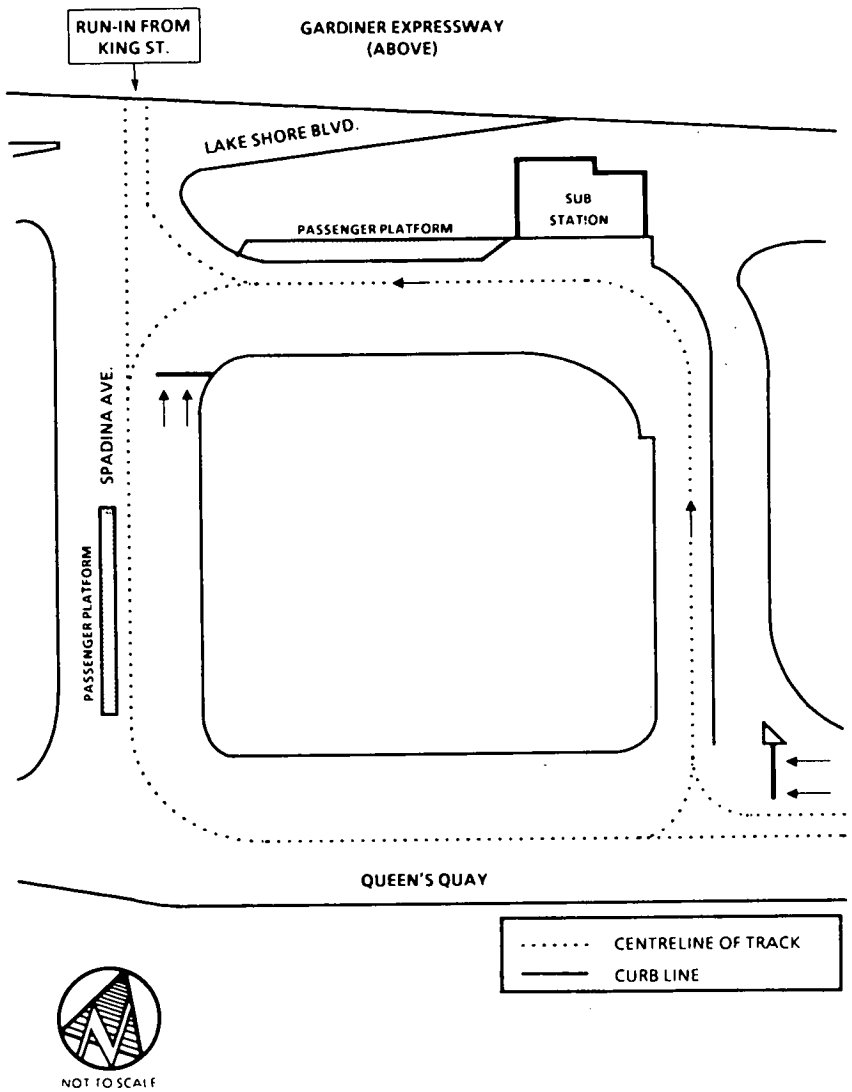 RUN-IN FROM
KING ST.
GARDINER EXPRESSWAY
(ABOVE)
LAKE SHORE BLVD.
SUB
STATION
PASSENGER PLATFORM
SPADINA AVE.
PASSENGER PLATFORM
QUEEN'S QUAY
CENTRELINE OF TRACK
CURB LINE
N
NOT TO SCALE